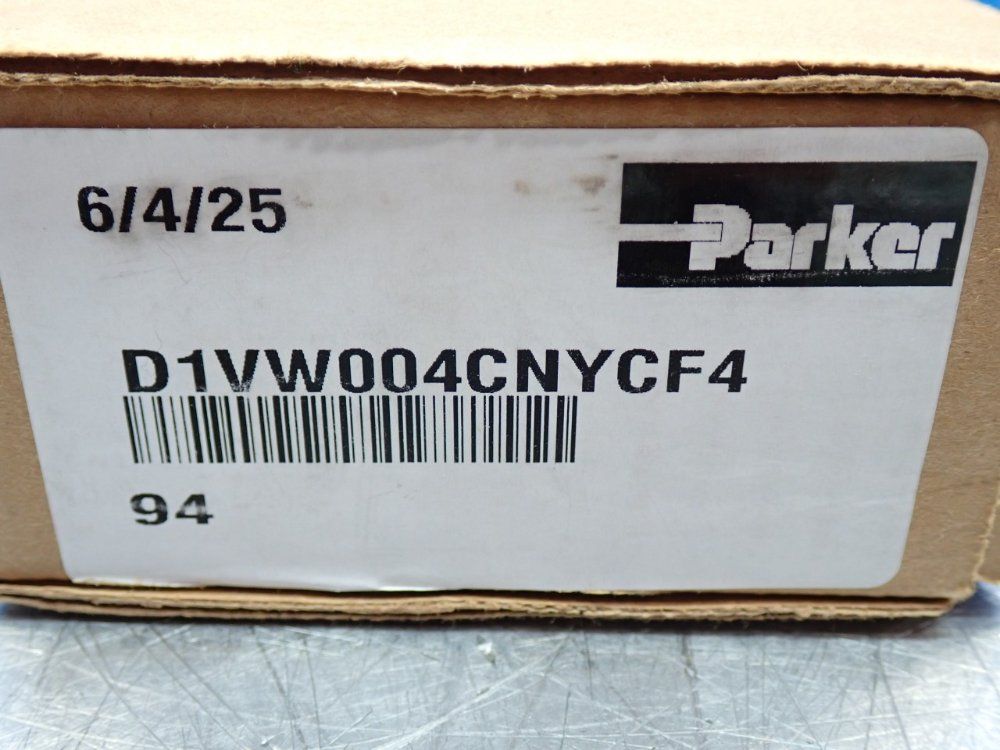 6/4/25
Parker
D1VW004CNYCF4
94